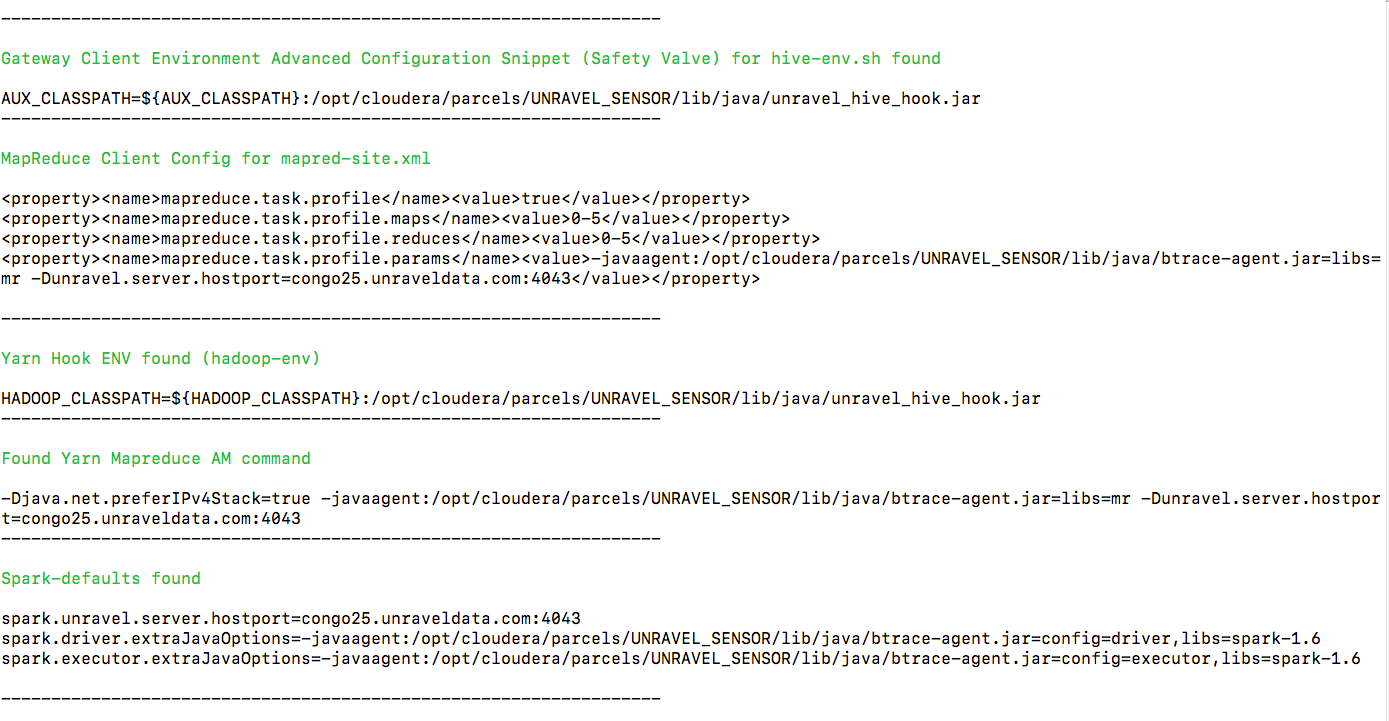 ------------------------------------------------------------------
Gateway Client Environment Advanced Configuration Snippet (Safety Valve) for hive-env.sh found
AUX_CLASSPATH=${AUX_CLASSPATH}:/opt/cloudera/parcels/UNRAVEL_SENSOR/lib/java/unravel_hive_hook.jar
------------------------------------------------------------------
MapReduce Client Config for mapred-site.xml
<property><name>mapreduce.task.profile</name><value>true</value></property>
<property><name>mapreduce.task.profile.maps</name><value>0-5</value></property>
<property><name>mapreduce.task.profile.reduces</name><value>0-5</value></property>
<property><name>mapreduce.task.profile.params</name><value>-javaagent:/opt/cloudera/parcels/UNRAVEL_SENSOR/lib/java/btrace-agent.jar=libs=
mr -Dunravel.server.hostport=congo25.unraveldata.com:4043</value></property>
------------------------------------------------------------------
Yarn Hook ENV found (hadoop-env)
HADOOP_CLASSPATH=${HADOOP_CLASSPATH}:/opt/cloudera/parcels/UNRAVEL_SENSOR/lib/java/unravel_hive_hook.jar
------------------------------------------------------------------
Found Yarn Mapreduce AM command
-Djava.net.preferIPv4Stack=true -javaagent:/opt/cloudera/parcels/UNRAVEL_SENSOR/lib/java/btrace-agent.jar=libs=mr -Dunravel.server.hostpor
t=congo25.unraveldata.com:4043
------------------------------------------------------------------
Spark-defaults found
spark.unravel.server.hostport=congo25.unraveldata.com:4043
spark.driver.extraJavaOptions=-javaagent:/opt/cloudera/parcels/UNRAVEL_SENSOR/lib/java/btrace-agent.jar=config=driver,libs=spark-1.6
spark.executor.extraJavaOptions=-javaagent:/opt/cloudera/parcels/UNRAVEL_SENSOR/lib/java/btrace-agent.jar=config=executor,libs=spark-1.6
------------------------------------------------------------------